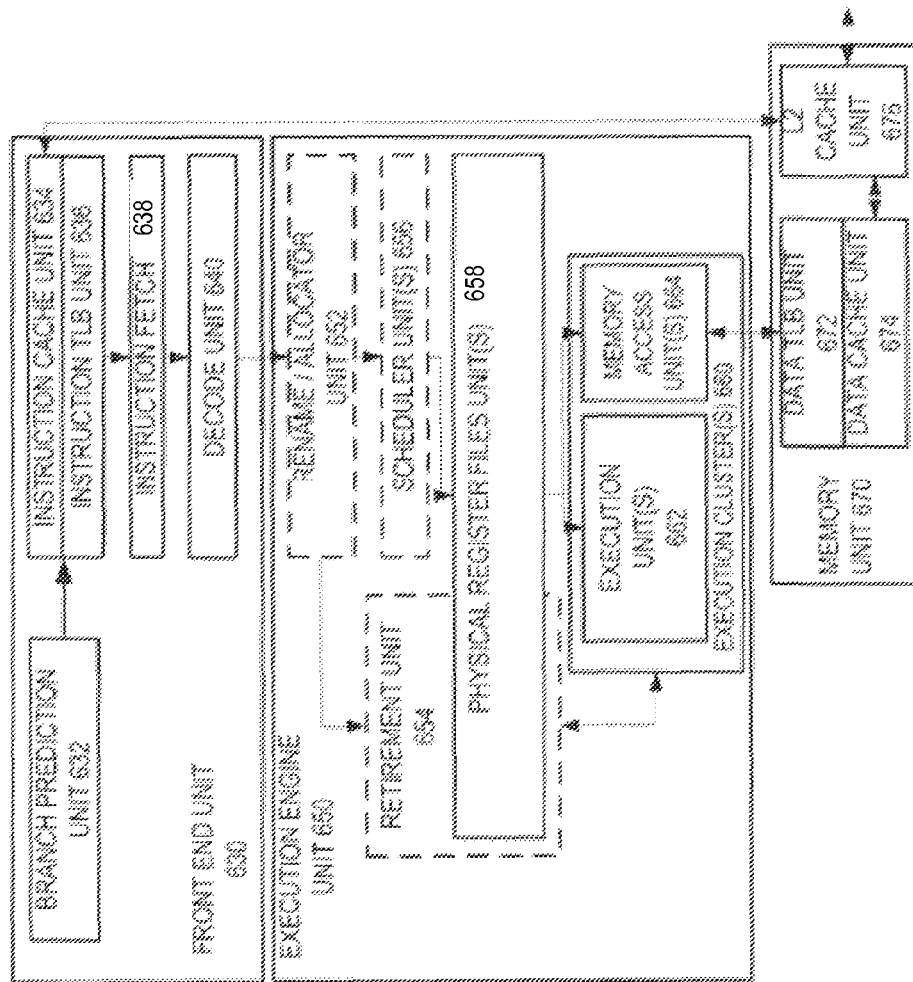 BRANCH PREDICTION
UNIT 632
INSTRUCTION CACHE UNIT 634
INSTRUCTION TLB UNIT 636
INSTRUCTION FETCH 638
DECODE UNIT 640
FRONT END UNIT
630
EXECUTION ENGINE
UNIT 650
RENAME / ALLOCATOR
UNIT 652
SCHEDULER UNIT(S) 656
RETIREMENT UNIT
654
PHYSICAL REGISTER FILES UNIT(S) 658
EXECUTION
UNIT(S)
662
MEMORY
ACCESS
UNIT(S) 664
EXECUTION CLUSTER(S) 660
MEMORY
UNIT 670
DATA TLB UNIT
672
DATA CACHE UNIT
674
L2
CACHE
UNIT
676